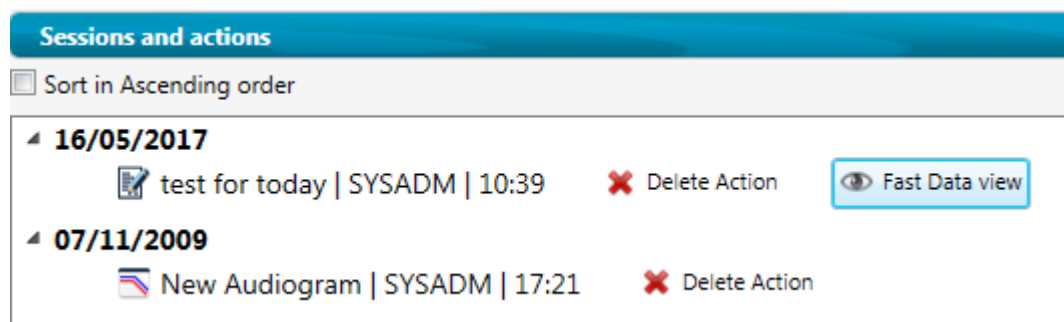 Sessions and actions
Sort in Ascending order
16/05/2017
test for today | SYSADM | 10:39 Delete Action Fast Data view
07/11/2009
New Audiogram | SYSADM | 17:21 Delete Action